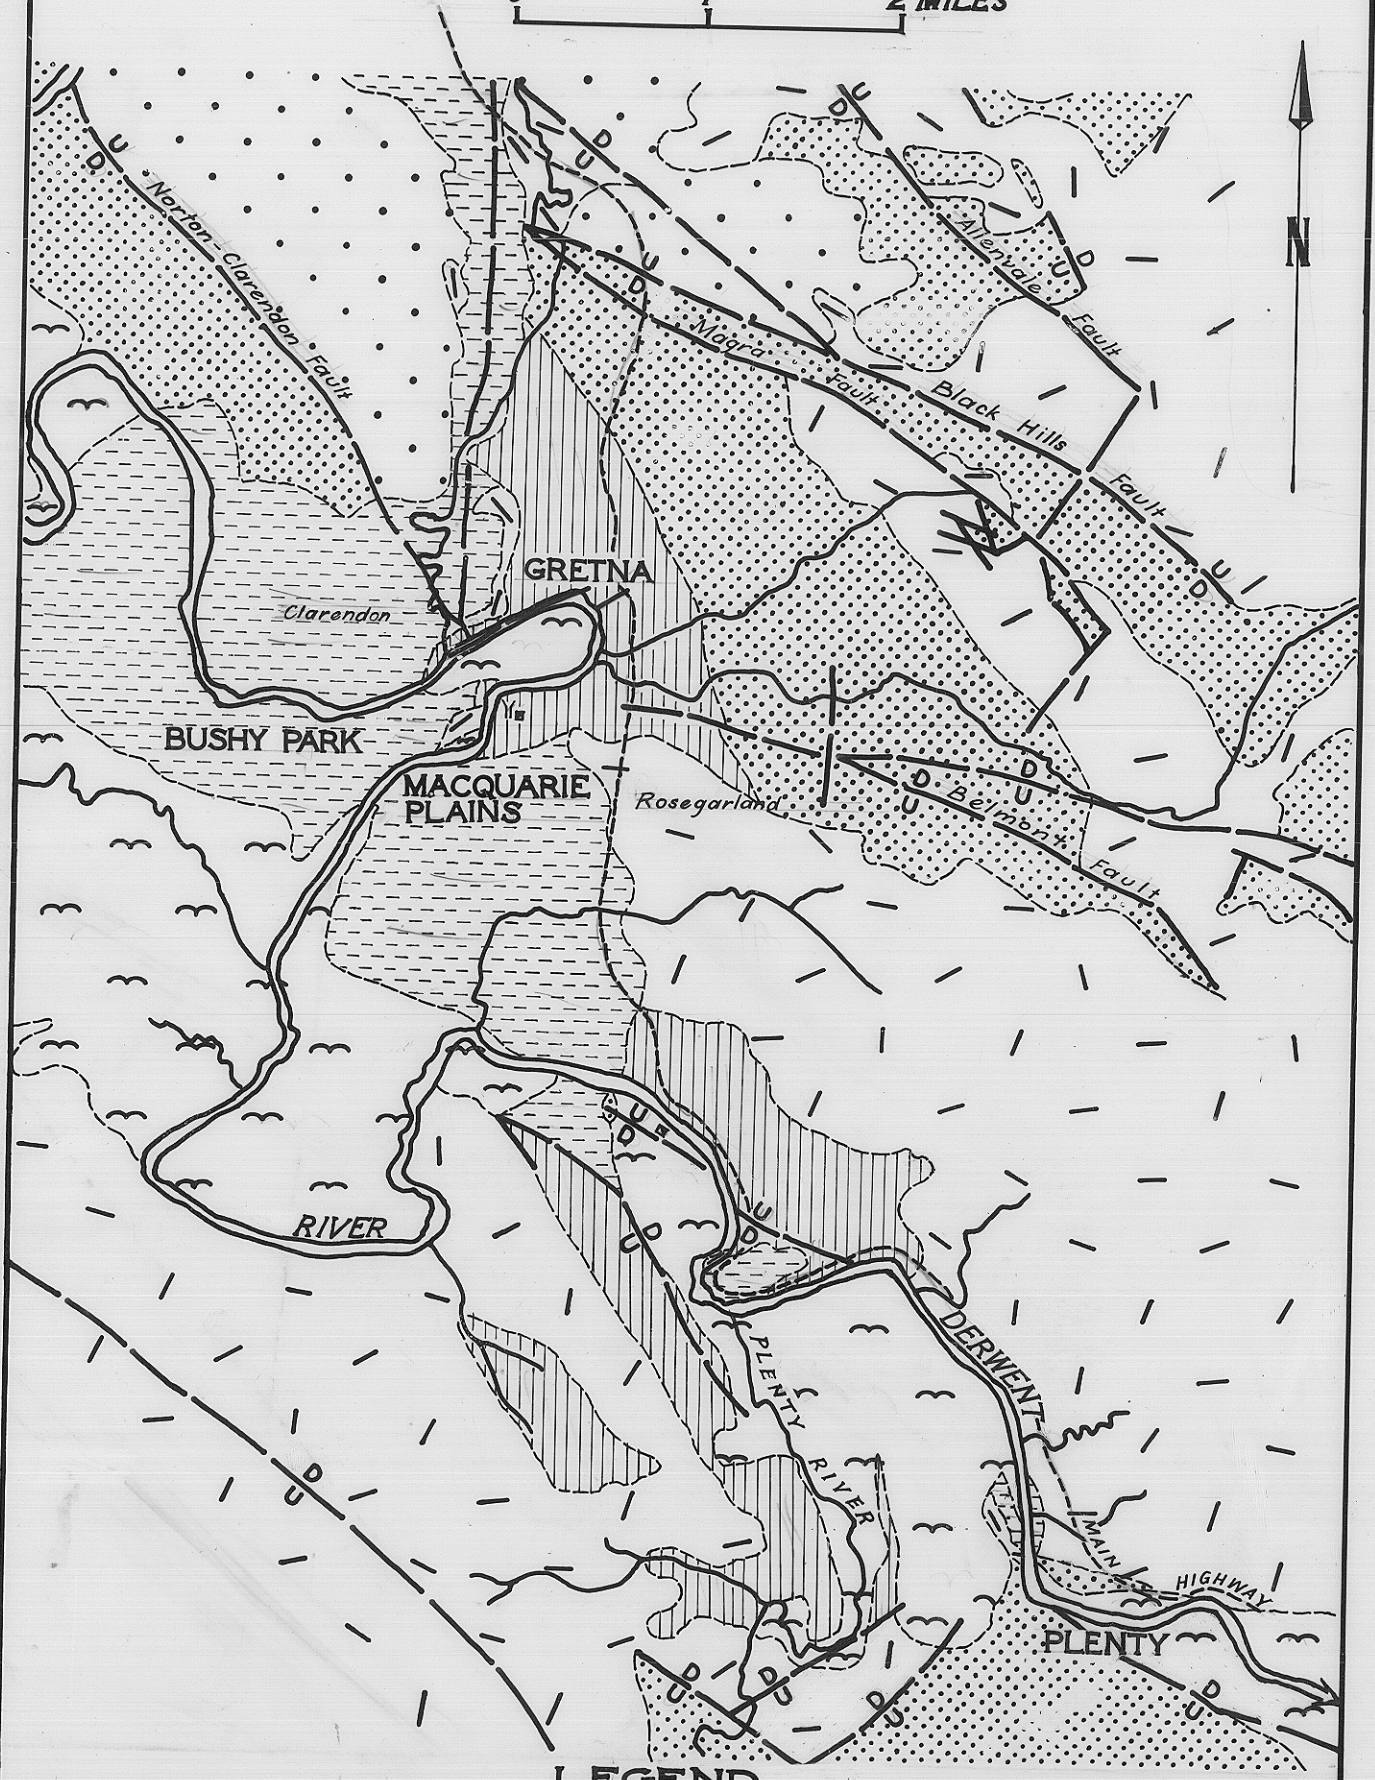 2 MILES
U
D
Norton-Clarendon Fault
D
U
U
D
Allenvale Fault
D
U
N
U
D
Magra Fault
Black Hills Fault
U
D
GRETNA
Clarendon
BUSHY PARK
MACQUARIE
PLAINS
Rosegarland
D
U
D
U
Belmont Fault
U
D
RIVER
D
U
U
D
DERWENT
PLENTY RIVER
D
U
MAIN
HIGHWAY
PLENTY
D
U
D
U
D
U
D
U
LEGEND